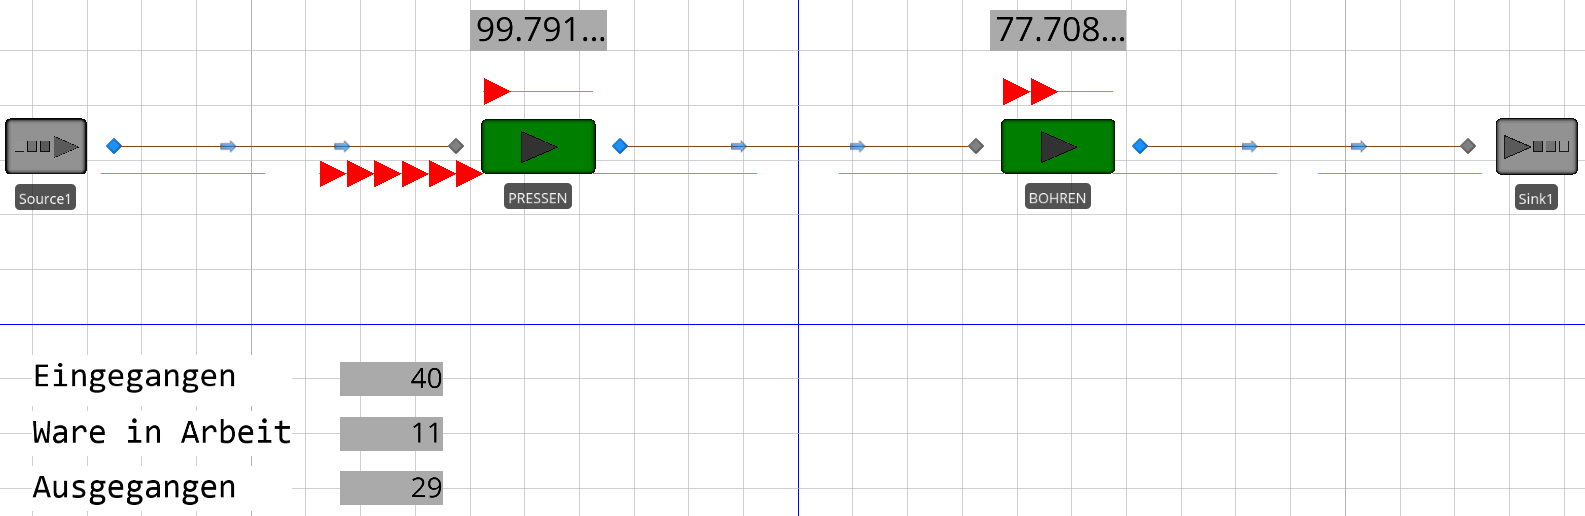 99.791...
77.708...
Source1
PRESSEN
BOHREN
Sink1
Eingegangen 40
Ware in Arbeit 11
Ausgegangen 29